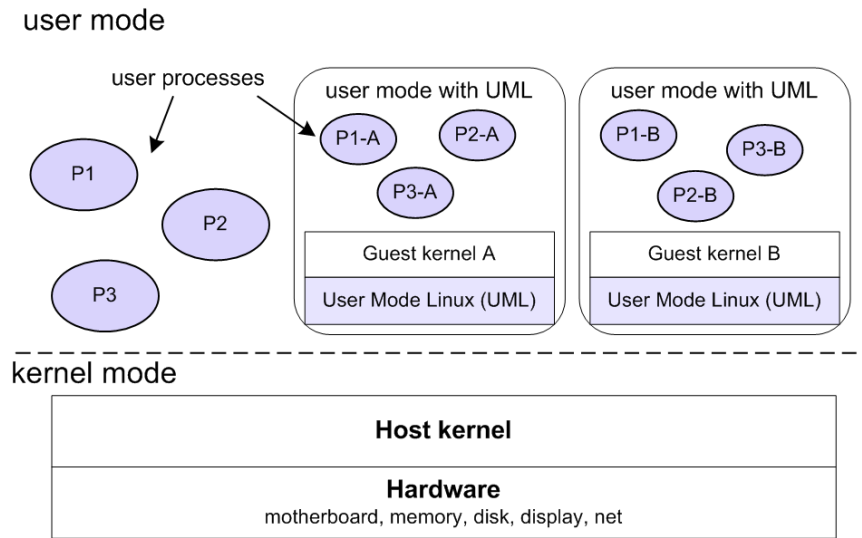 user mode
user processes
P1
P2
P3
user mode with UML
P1-A
P2-A
P3-A
Guest kernel A
User Mode Linux (UML)
user mode with UML
P1-B
P3-B
P2-B
Guest kernel B
User Mode Linux (UML)
kernel mode
Host kernel
Hardware
motherboard, memory, disk, display, net